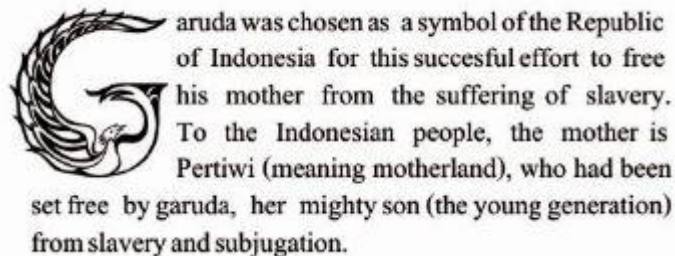 Garuda was chosen as a symbol of the Republic
of Indonesia for this succesful effort to free
his mother from the suffering of slavery.
To the Indonesian people, the mother is
Pertiwi (meaning motherland), who had been
set free by garuda, her mighty son (the young generation)
from slavery and subjugation.